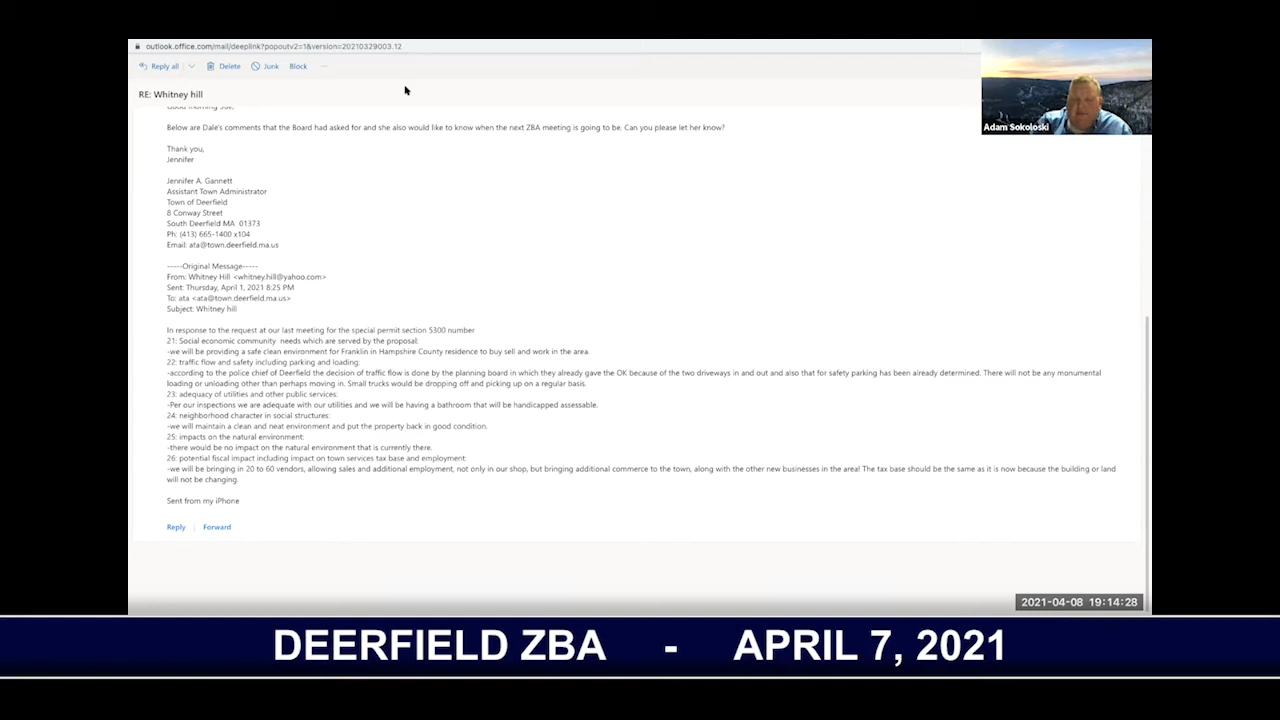 outlook.office.com/mail/deeplink?popoutv2=1&version=20210329003.12
Reply all Delete Junk Block
RE: Whitney hill
Good morning Sue,
Below are Dale's comments that the Board had asked for and she also would like to know when the next ZBA meeting is going to be. Can you please let her know?
Thank you,
Jennifer
Jennifer A. Gannett
Assistant Town Administrator
Town of Deerfield
8 Conway Street
South Deerfield MA 01373
Ph: (413) 665-1400 x104
Email: ata@town.deerfield.ma.us
-----Original Message-----
From: Whitney Hill <whitney.hill@yahoo.com>
Sent: Thursday, April 1, 2021 8:25 PM
To: ata <ata@town.deerfield.ma.us>
Subject: Whitney hill
In response to the request at our last meeting for the special permit section 5300 number
21: Social economic community needs which are served by the proposal:
-we will be providing a safe clean environment for Franklin in Hampshire County residence to buy sell and work in the area.
22: traffic flow and safety including parking and loading:
-according to the police chief of Deerfield the decision of traffic flow is done by the planning board in which they already gave the OK because of the two driveways in and out and also that for safety parking has been already determined. There will not be any monumental
loading or unloading other than perhaps moving in. Small trucks would be dropping off and picking up on a regular basis.
23: adequacy of utilities and other public services:
-Per our inspections we are adequate with our utilities and we will be having a bathroom that will be handicapped assessable.
24: neighborhood character in social structures:
-we will maintain a clean and neat environment and put the property back in good condition.
25: impacts on the natural environment:
-there would be no impact on the natural environment that is currently there.
26: potential fiscal impact including impact on town services tax base and employment:
-we will be bringing in 20 to 60 vendors, allowing sales and additional employment, not only in our shop, but bringing additional commerce to the town, along with the other new businesses in the area! The tax base should be the same as it is now because the building or land
will not be changing.
Sent from my iPhone
Reply Forward
Adam Sokoloski
2021-04-08 19:14:28
DEERFIELD ZBA - APRIL 7, 2021